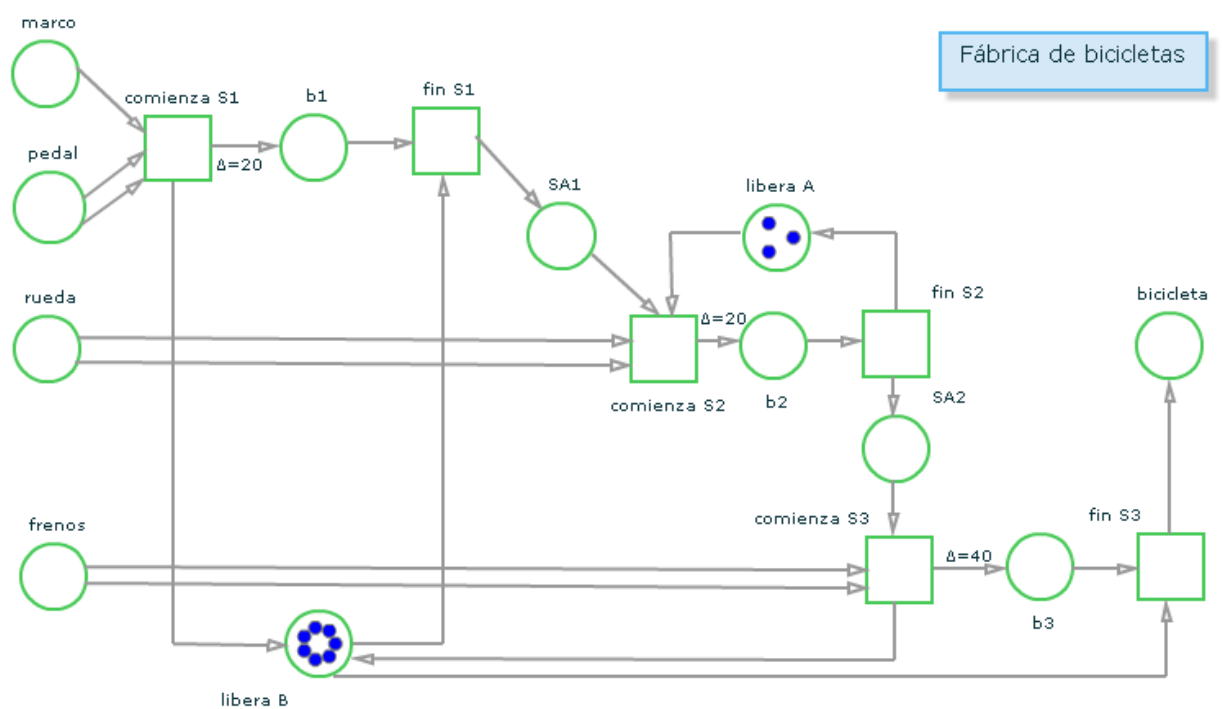 marco
Fábrica de bicicletas
comienza S1
b1
fin S1
pedal
Δ=20
SA1
libera A
rueda
fin S2
bicicleta
Δ=20
comienza S2
b2
SA2
frenos
comienza S3
fin S3
Δ=40
b3
libera B